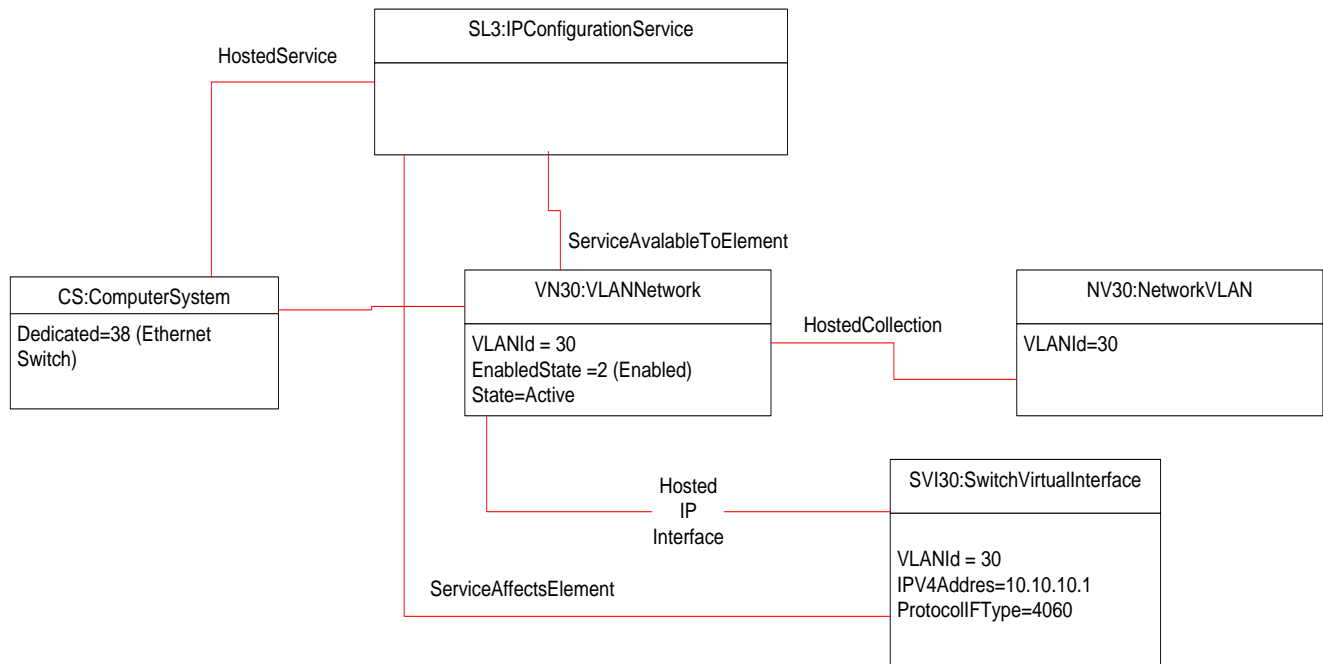 SL3:IPConfigurationService
HostedService
ServiceAvalableToElement
CS:ComputerSystem
Dedicated=38 (Ethernet
Switch)
VN30:VLANNetwork
VLANId = 30
EnabledState =2 (Enabled)
State=Active
HostedCollection
NV30:NetworkVLAN
VLANId=30
Hosted
IP
Interface
SVI30:SwitchVirtualInterface
VLANId = 30
IPV4Addres=10.10.10.1
ProtocolIFType=4060
ServiceAffectsElement